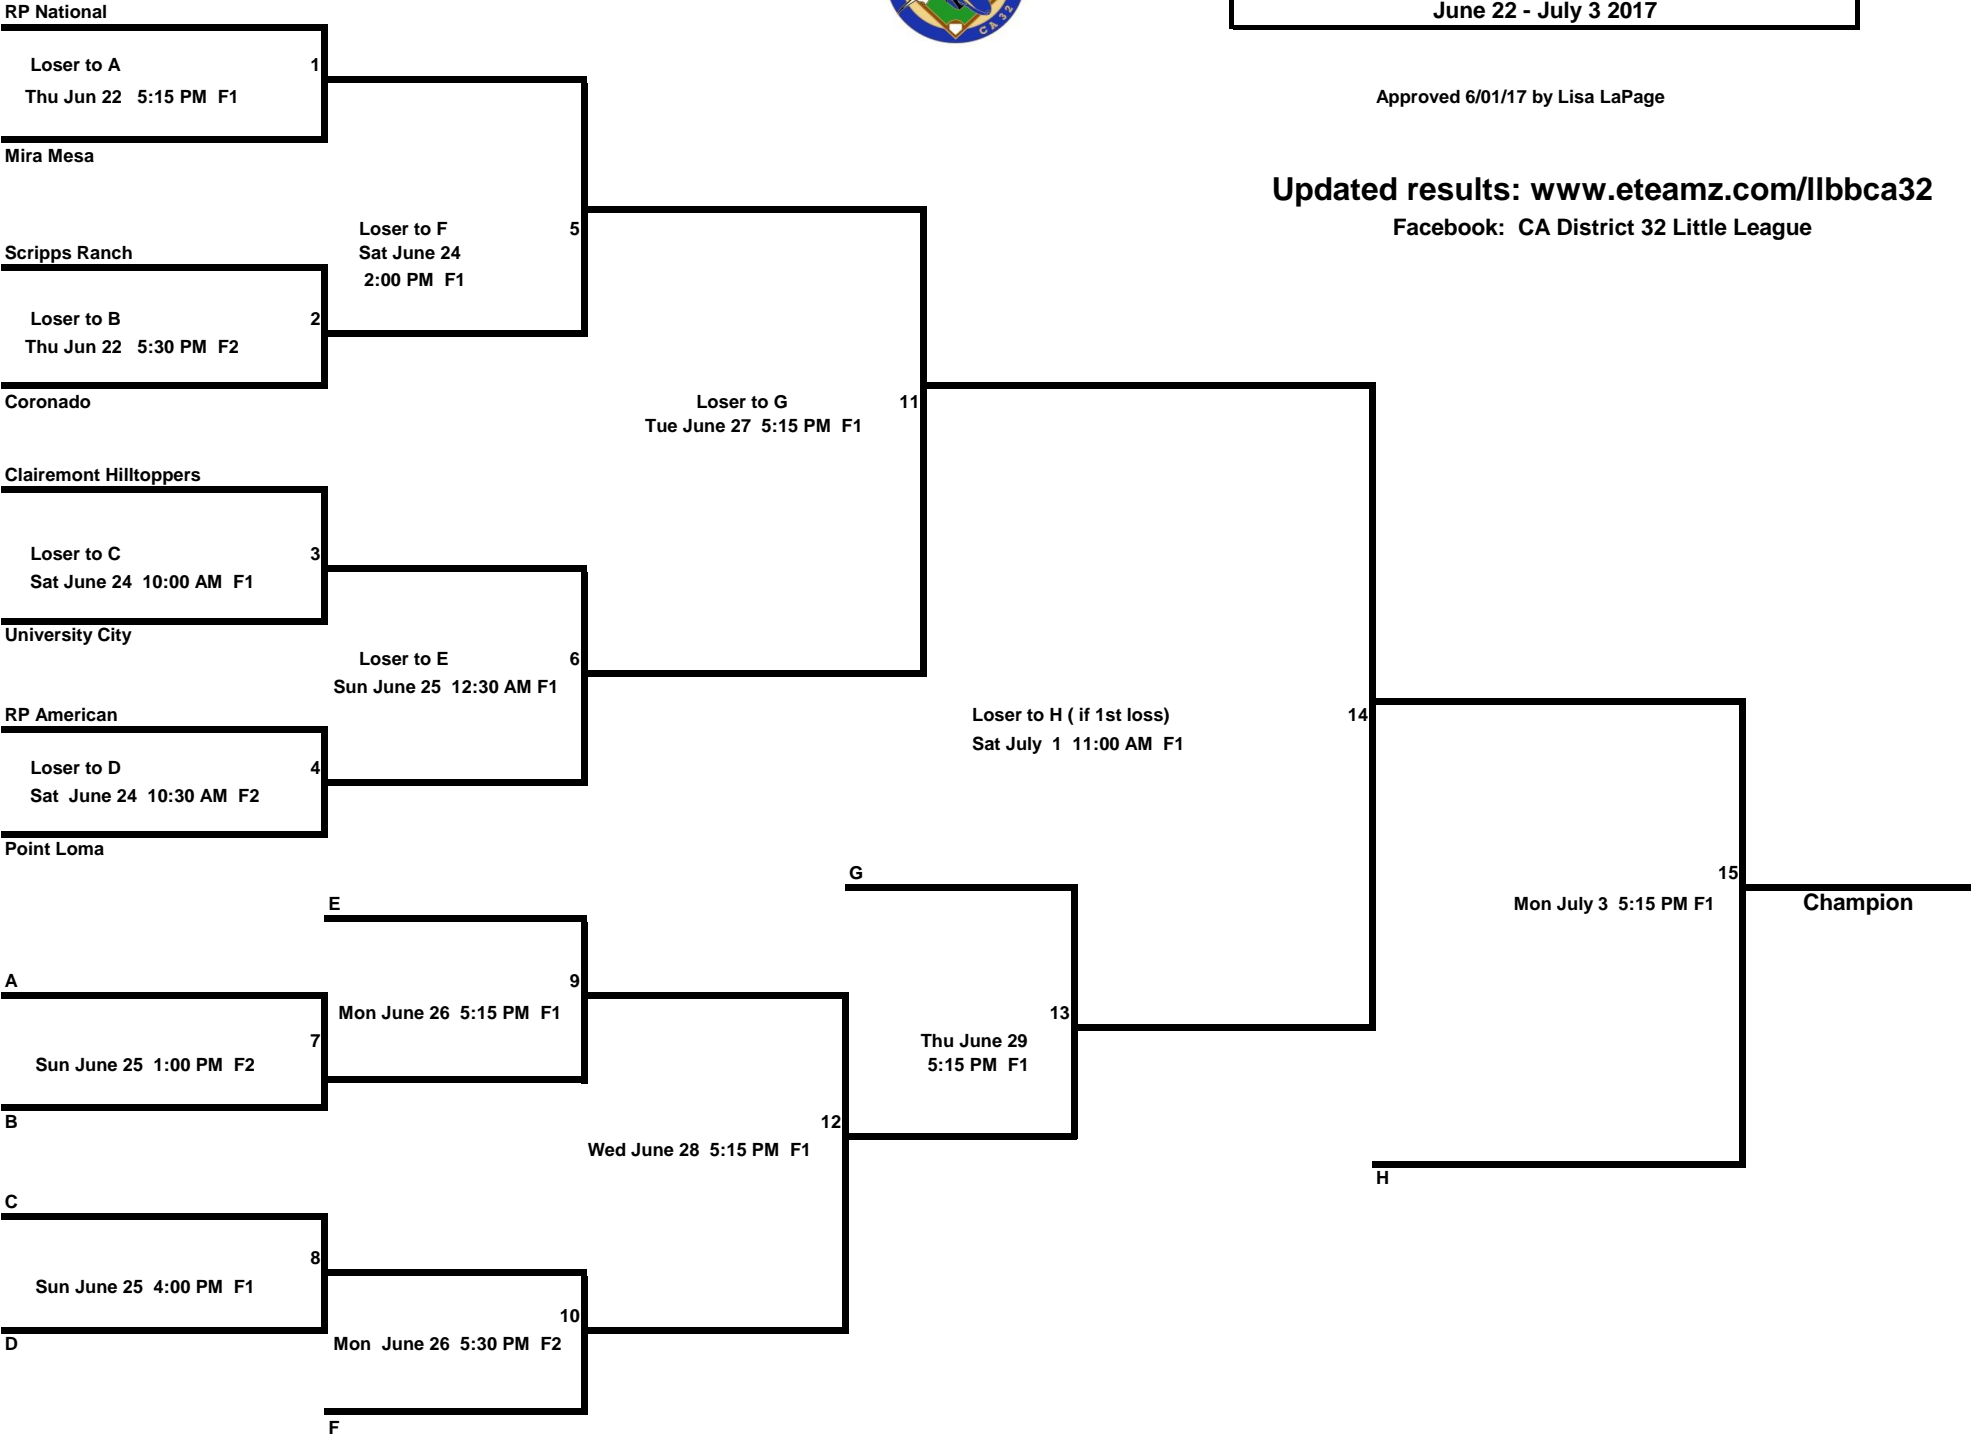 RP National
June 22 - July 3 2017
CA 32
Loser to A
1
Thu Jun 22 5:15 PM F1
Approved 6/01/17 by Lisa LaPage
Mira Mesa
Updated results: www.eteamz.com/llbbca32
Facebook: CA District 32 Little League
Loser to F
5
Sat June 24
2:00 PM F1
Scripps Ranch
Loser to B
2
Thu Jun 22 5:30 PM F2
Coronado
Loser to G
11
Tue June 27 5:15 PM F1
Clairemont Hilltoppers
Loser to C
3
Sat June 24 10:00 AM F1
University City
Loser to E
6
Sun June 25 12:30 AM F1
RP American
Loser to H ( if 1st loss)
14
Sat July 1 11:00 AM F1
Loser to D
4
Sat June 24 10:30 AM F2
Point Loma
G
15
E
Mon July 3 5:15 PM F1
Champion
A
9
Mon June 26 5:15 PM F1
13
7
Thu June 29
5:15 PM F1
Sun June 25 1:00 PM F2
B
12
Wed June 28 5:15 PM F1
H
C
8
Sun June 25 4:00 PM F1
10
D
Mon June 26 5:30 PM F2
F